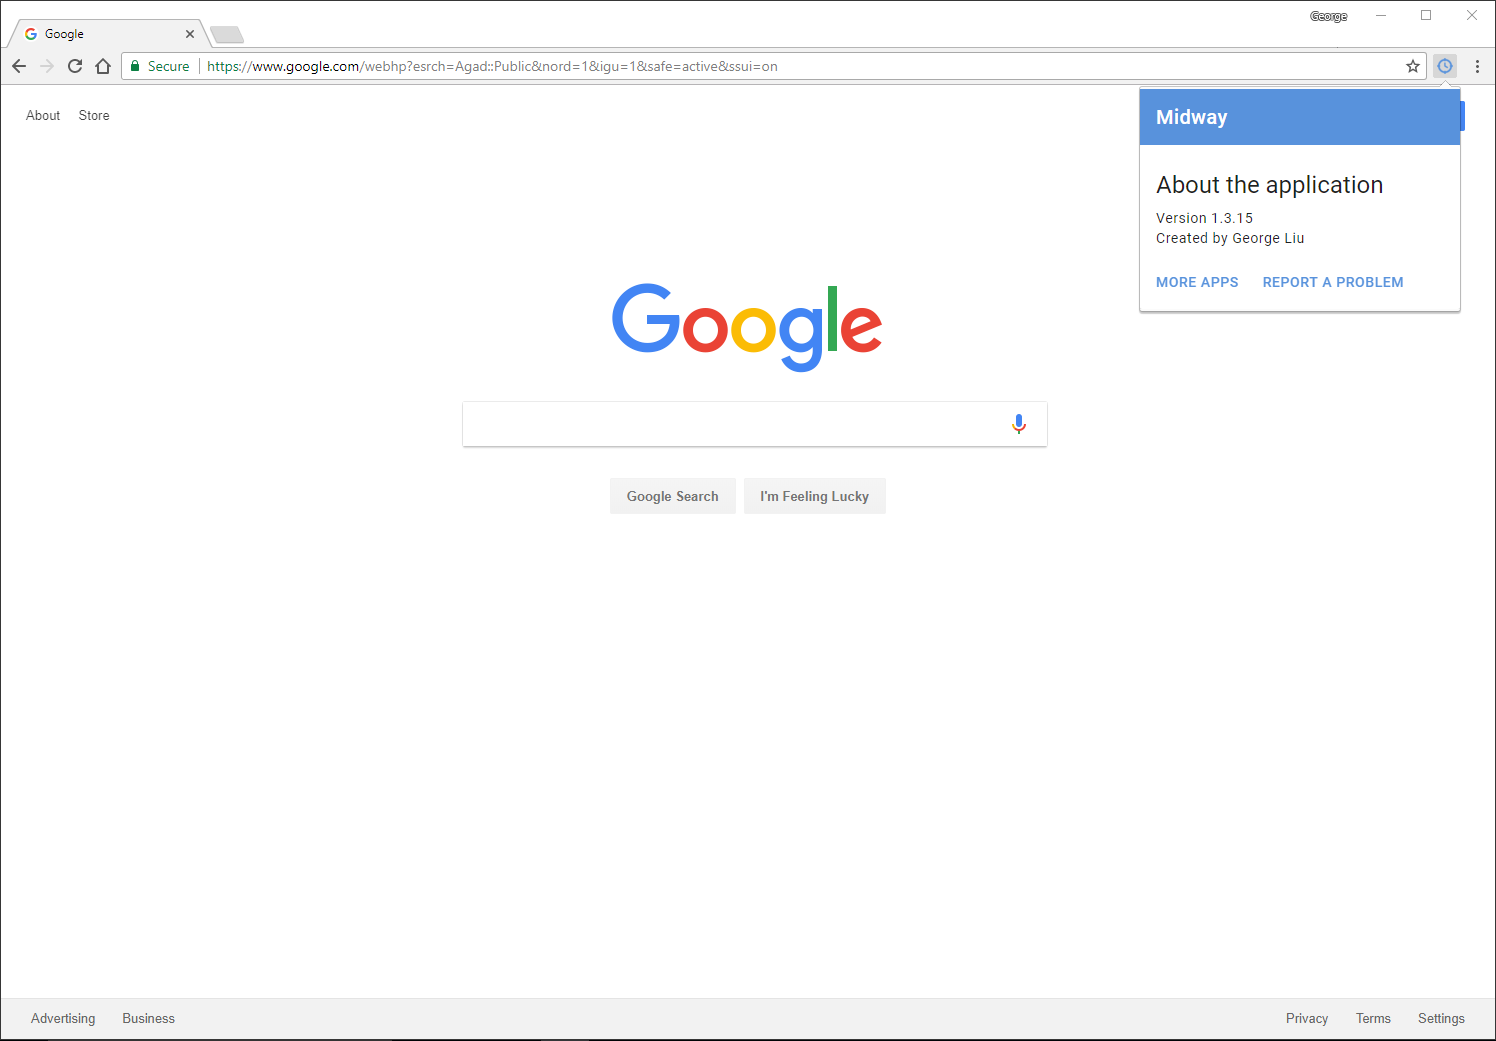 George
Google
Secure https://www.google.com/webhp?esrch=Agad::Public&nord=1&igu=1&safe=active&ssui=on
About Store
Midway
About the application
Version 1.3.15
Created by George Liu
MORE APPS REPORT A PROBLEM
Google
Google Search I'm Feeling Lucky
Advertising Business Privacy Terms Settings